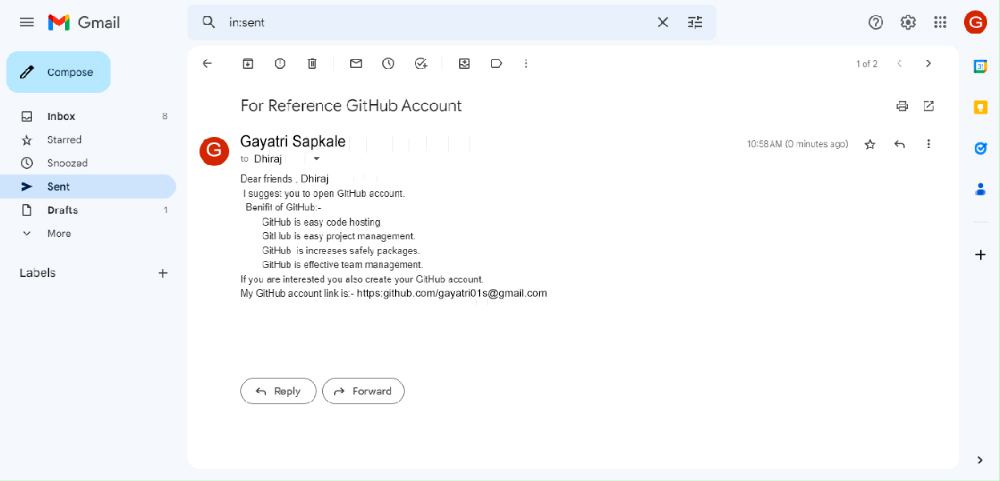 Gmail
in:sent
G
Compose
1 of 2
31
For Reference GitHub Account
Inbox 8
Starred
Snoozed
Sent
Drafts 1
More
Labels
G
Gayatri Sapkale
10:58 AM (0 minutes ago)
to Dhiraj
Dear friends , Dhiraj
I suggest you to open GitHub account.
Benifit of GitHub:-
GitHub is easy code hosting
GitHub is easy project management.
GitHub is increases safely packages.
GitHub is effective team management.
If you are interested you also create your GitHub account.
My GitHub account link is:- https:github.com/gayatri01s@gmail.com
Reply
Forward